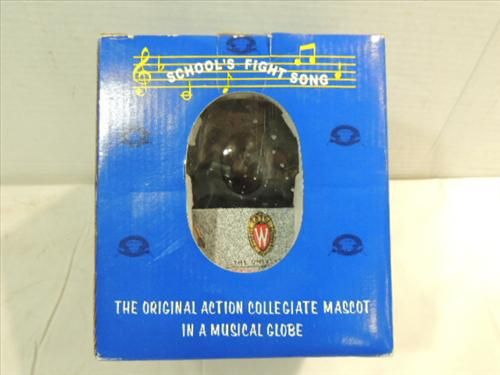 SCHOOL'S FIGHT SONG
W
THE ORIGINAL ACTION COLLEGIATE MASCOT
IN A MUSICAL GLOBE